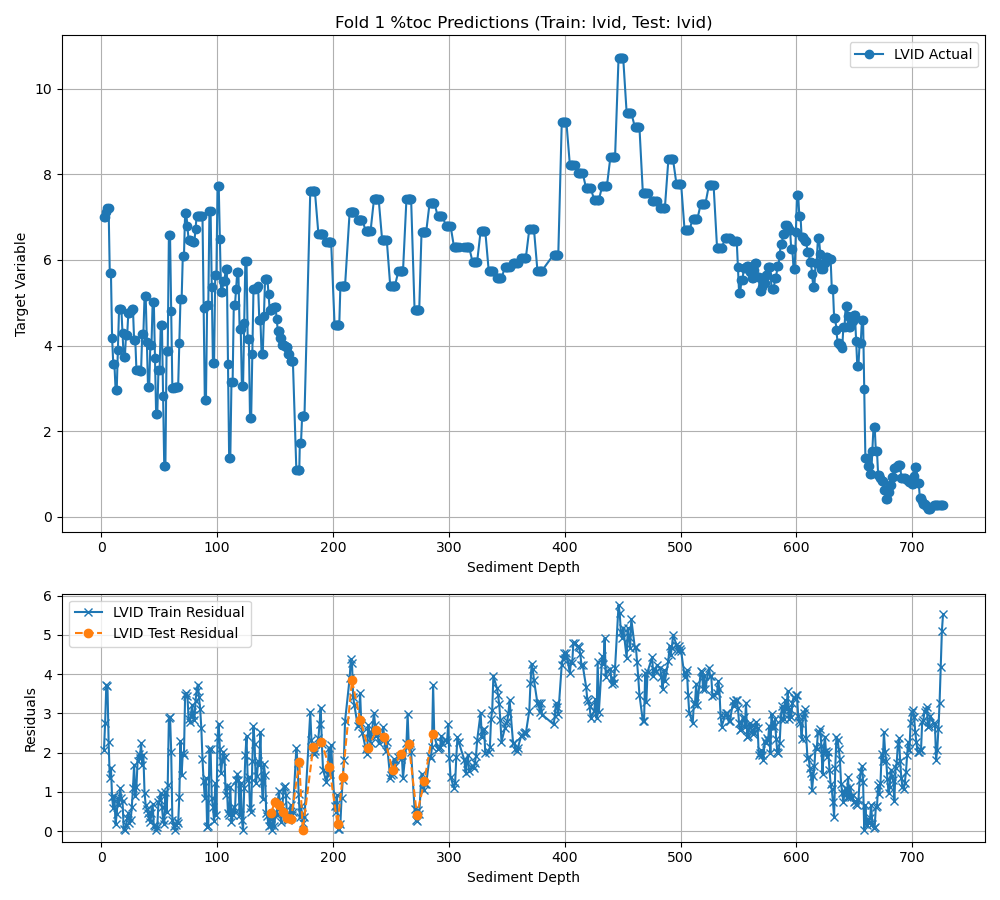 Fold 1 %toc Predictions (Train: lvid, Test: lvid)
LVID Actual
Target Variable
10
8
6
4
2
0
0 100 200 300 400 500 600 700
Sediment Depth
LVID Train Residual
LVID Test Residual
Residuals
6
5
4
3
2
1
0
0 100 200 300 400 500 600 700
Sediment Depth